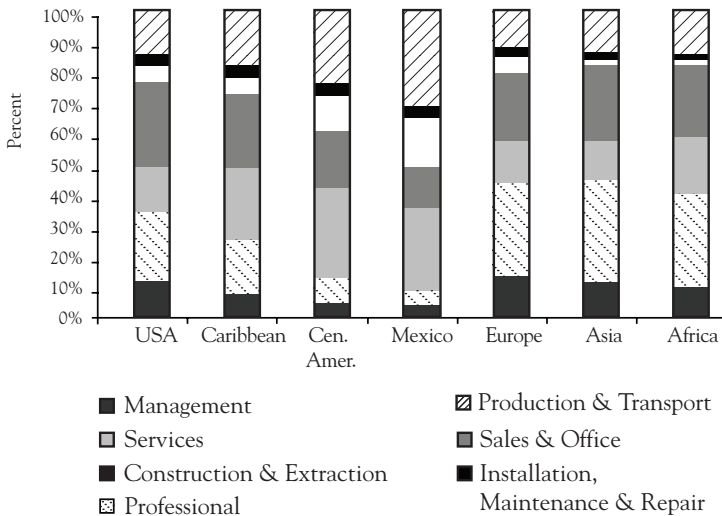 100%
90%
80%
70%
60%
50%
40%
30%
20%
10%
0%
Percent
USA
Caribbean
Cen.
Amer.
Mexico
Europe
Asia
Africa
Management
Services
Construction & Extraction
Professional
Production & Transport
Sales & Office
Installation,
Maintenance & Repair